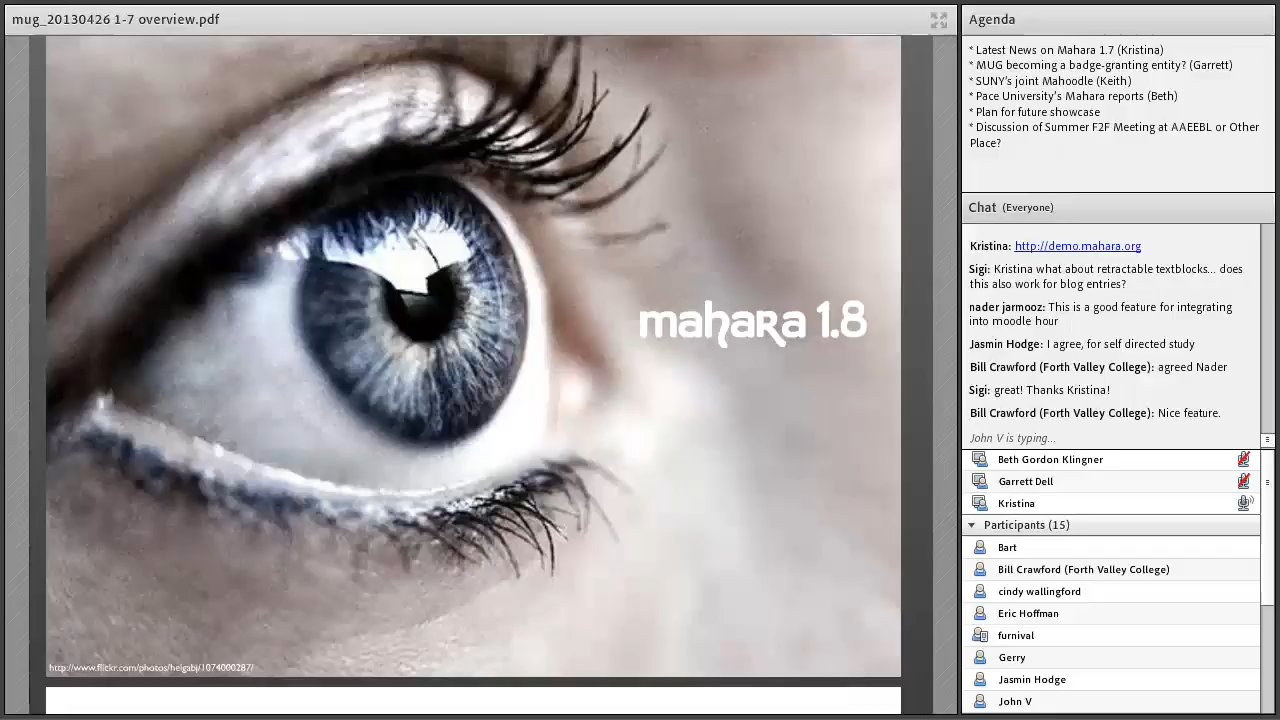 mug_20130426 1-7 overview.pdf
mahara 1.8
http://www.flickr.com/photos/helgabj/1074000287/
Agenda
* Latest News on Mahara 1.7 (Kristina)
* MUG becoming a badge-granting entity? (Garrett)
* SUNY's joint Mahoodle (Keith)
* Pace University's Mahara reports (Beth)
* Plan for future showcase
* Discussion of Summer F2F Meeting at AAEEBL or Other
Place?
Chat (Everyone)
Kristina: http://demo.mahara.org
Sigi: Kristina what about retractable textblocks... does
this also work for blog entries?
nader jarmooz: This is a good feature for integrating
into moodle hour
Jasmin Hodge: I agree, for self directed study
Bill Crawford (Forth Valley College): agreed Nader
Sigi: great! Thanks Kristina!
Bill Crawford (Forth Valley College): Nice feature.
John V is typing...
Beth Gordon Klingner
Garrett Dell
Kristina
Participants (15)
Bart
Bill Crawford (Forth Valley College)
cindy wallingford
Eric Hoffman
furnival
Gerry
Jasmin Hodge
John V